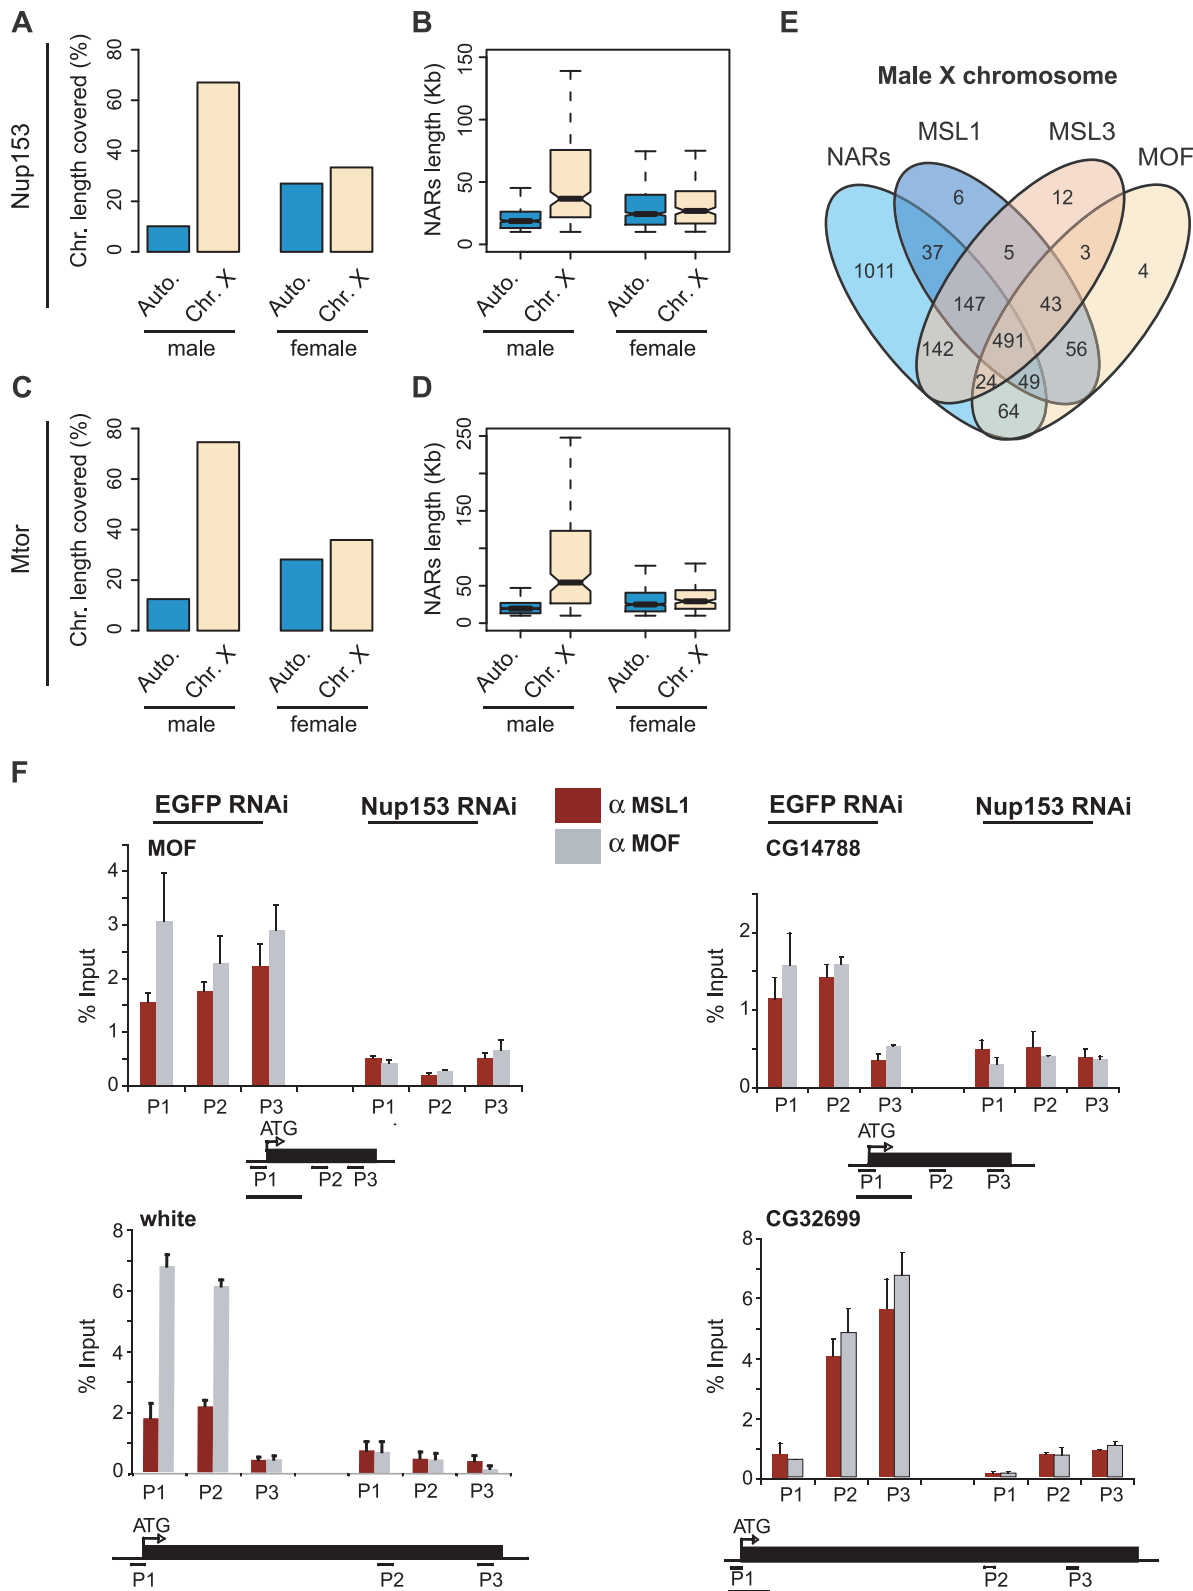 A
Nup153
Chr. length covered (%)
80
60
40
20
0
Auto.
Chr. X
male
female
B
NARs length (Kb)
150
100
50
0
Auto.
Chr. X
Auto.
Chr. X
male
female
E
Male X chromosome
NARs
MSL1
MSL3
MOF
6
12
1011
37
5
3
4
147
43
142
491
56
24
49
64
C
Mtor
Chr. length covered (%)
80
60
40
20
0
Auto.
Chr. X
male
female
D
NARs length (Kb)
250
150
50
0
Auto.
Chr. X
Auto.
Chr. X
male
female
F
EGFP RNAi
Nup153 RNAi
α MSL1
α MOF
MOF
% Input
4
3
2
1
0
P1
P2
P3
P1
P2
P3
ATG
P1
P2
P3
EGFP RNAi
Nup153 RNAi
CG14788
% Input
2
1
0
P1
P2
P3
P1
P2
P3
ATG
P1
P2
P3
white
% Input
8
6
4
2
0
P1
P2
P3
P1
P2
P3
ATG
P1
P2
P3
CG32699
% Input
8
6
4
2
0
P1
P2
P3
P1
P2
P3
ATG
P1
P2
P3